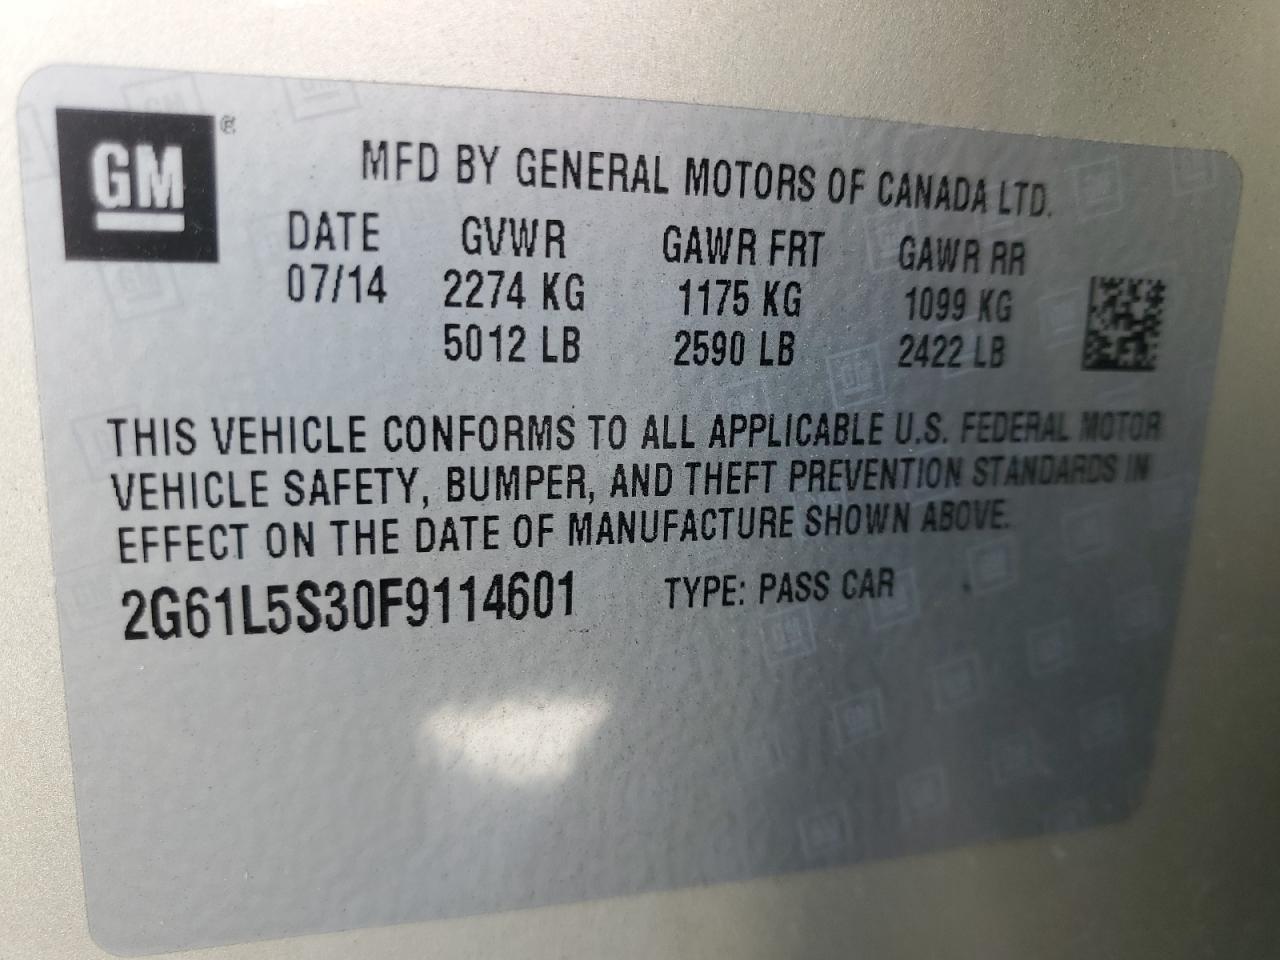 GM ®
MFD BY GENERAL MOTORS OF CANADA LTD.
DATE GVWR GAWR FRT GAWR RR
07/14 2274 KG 1175 KG 1099 KG
5012 LB 2590 LB 2422 LB
THIS VEHICLE CONFORMS TO ALL APPLICABLE U.S. FEDERAL MOTOR
VEHICLE SAFETY, BUMPER, AND THEFT PREVENTION STANDARDS IN
EFFECT ON THE DATE OF MANUFACTURE SHOWN ABOVE.
2G61L5S30F9114601 TYPE: PASS CAR